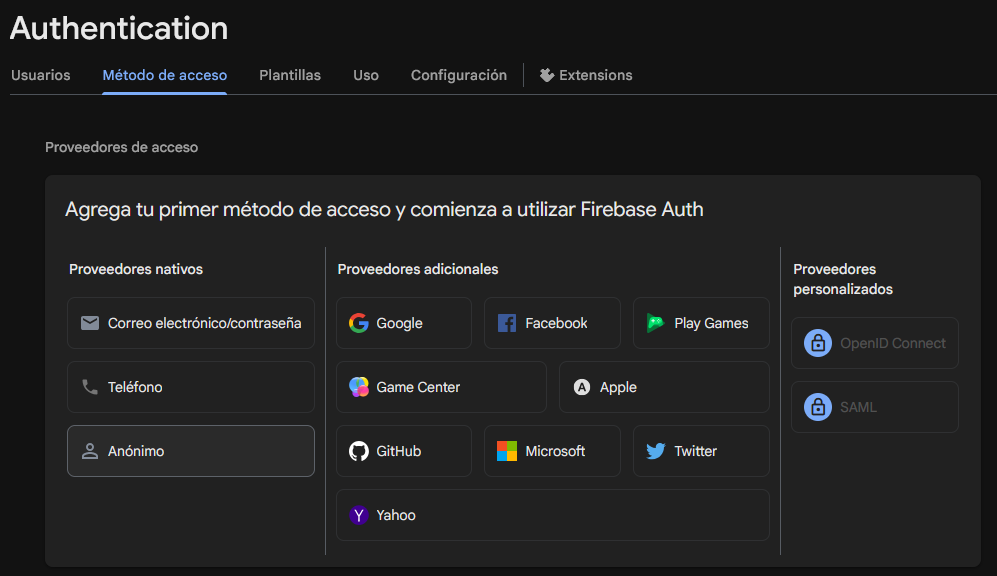 Authentication
Usuarios
Método de acceso
Plantillas
Uso
Configuración
Extensions
Proveedores de acceso
Agrega tu primer método de acceso y comienza a utilizar Firebase Auth
Proveedores nativos
Correo electrónico/contraseña
Teléfono
Anónimo
Proveedores adicionales
Google
Facebook
Play Games
Game Center
Apple
GitHub
Microsoft
Twitter
Yahoo
Proveedores
personalizados
OpenID Connect
SAML